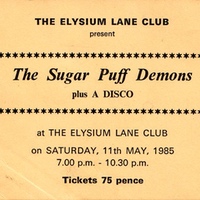 THE ELYSIUM LANE CLUB
present
The Sugar Puff Demons
plus A DISCO
at THE ELYSIUM LANE CLUB
on SATURDAY, 11th MAY, 1985
7.00 p.m. - 10.30 p.m.
Tickets 75 pence